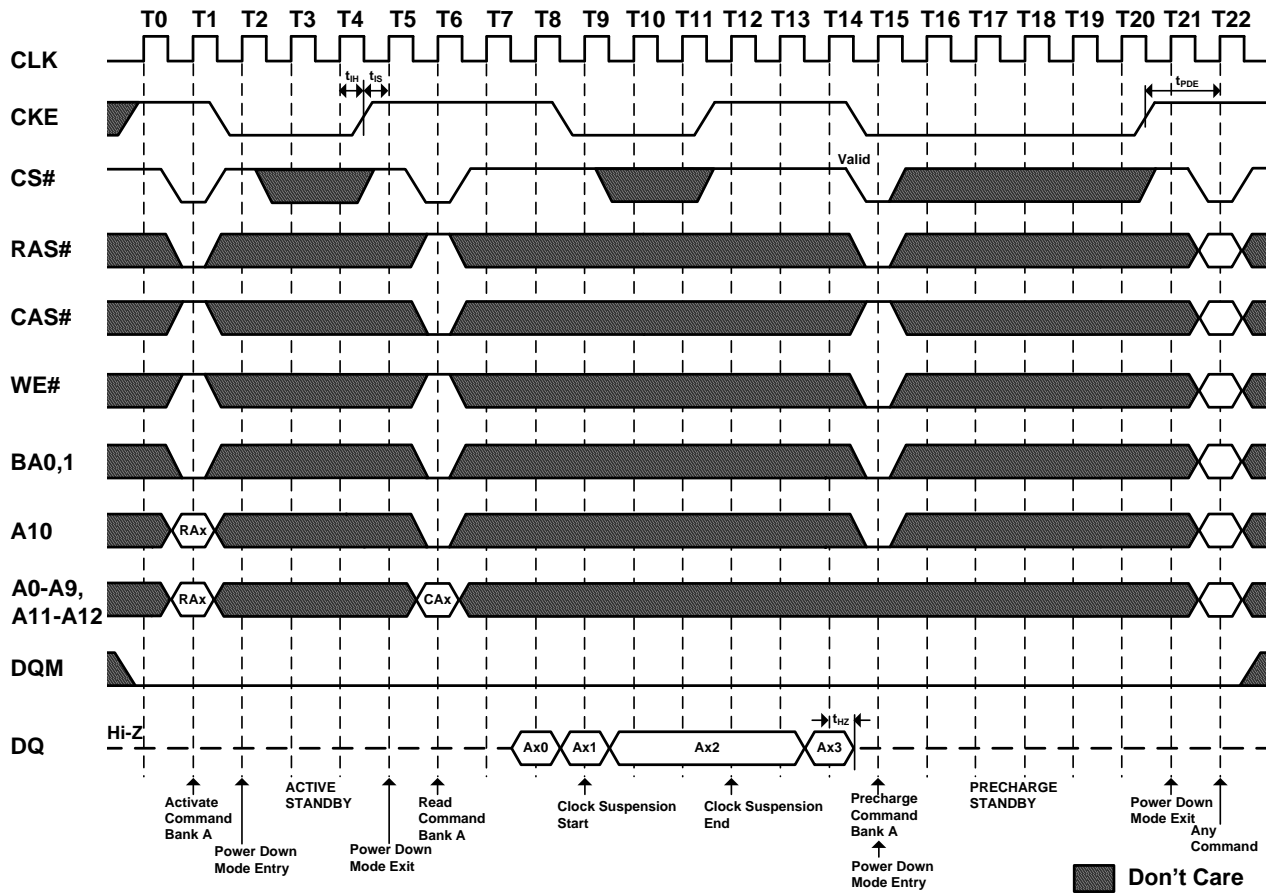 T0 T1 T2 T3 T4 T5 T6 T7 T8 T9 T10 T11 T12 T13 T14 T15 T16 T17 T18 T19 T20 T21 T22
CLK
tIH tIS
tPDE
CKE
Valid
CS#
RAS#
CAS#
WE#
BA0,1
A10
RAx
A0-A9,
A11-A12
RAx
CAx
DQM
Hi-Z
tHZ
DQ
Ax0 Ax1 Ax2 Ax3
Activate
Command
Bank A
Power Down
Mode Entry
ACTIVE
STANDBY
Power Down
Mode Exit
Read
Command
Bank A
Clock Suspension
Start
Clock Suspension
End
Precharge
Command
Bank A
Power Down
Mode Entry
PRECHARGE
STANDBY
Power Down
Mode Exit
Any
Command
Don't Care